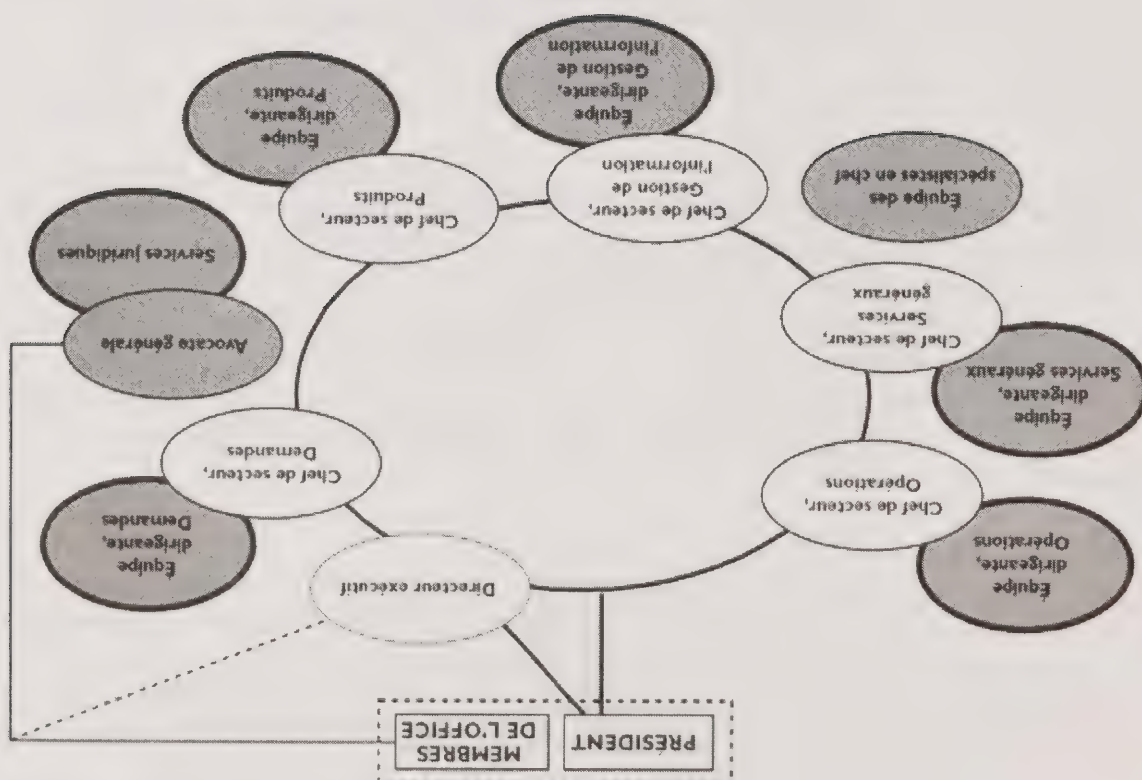 PRÉSIDENT
MEMBRES
DE L'OFFICE
Directeur exécutif
Chef de secteur,
Opérations
Équipe
dirigeante,
Opérations
Chef de secteur,
Demandes
Équipe
dirigeante,
Demandes
Avocate générale
Services juridiques
Chef de secteur,
Services
généraux
Équipe
dirigeante,
Services généraux
Équipe des
spécialistes en chef
Chef de secteur,
Gestion de
l'information
Équipe
dirigeante,
Gestion de
l'information
Chef de secteur,
Produits
Équipe
dirigeante,
Produits